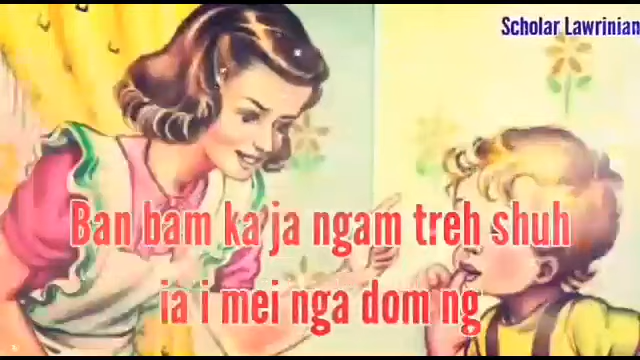 Scholar Lawrinian
Ban bam ka ja ngam treh shuh
ia i mei nga dom ng